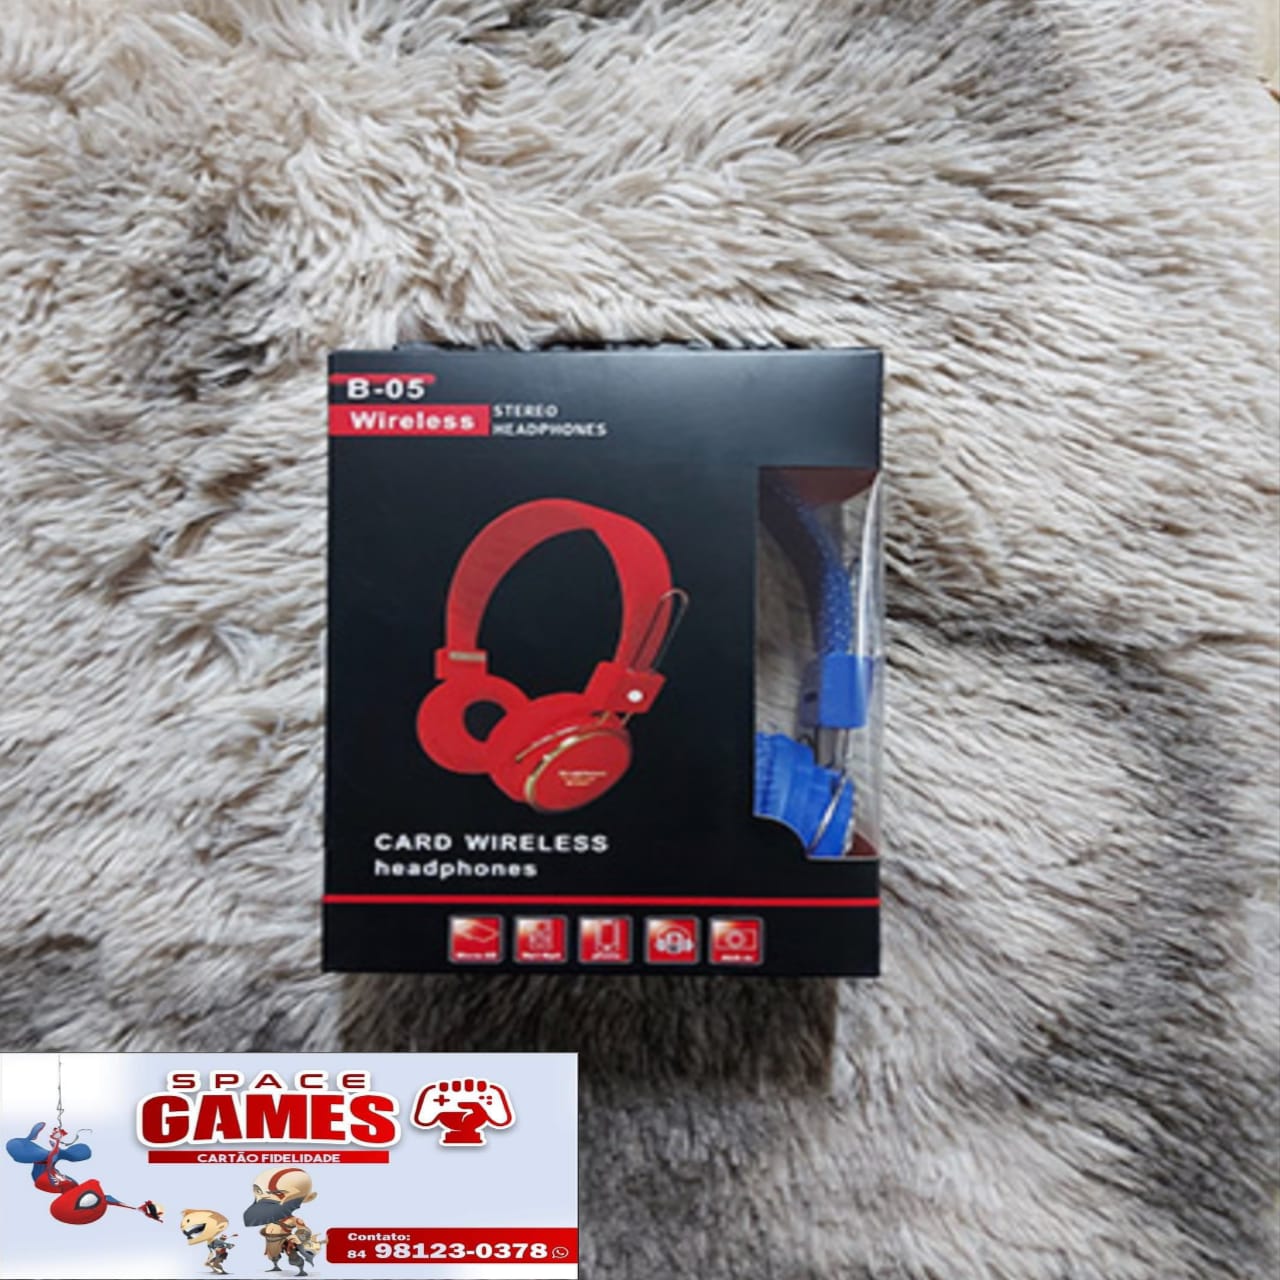 B-05
Wireless
STEREO
HEADPHONES
CARD WIRELESS
headphones
SPACE
GAMES
CARTÃO FIDELIDADE
Contato:
84 98123-0378